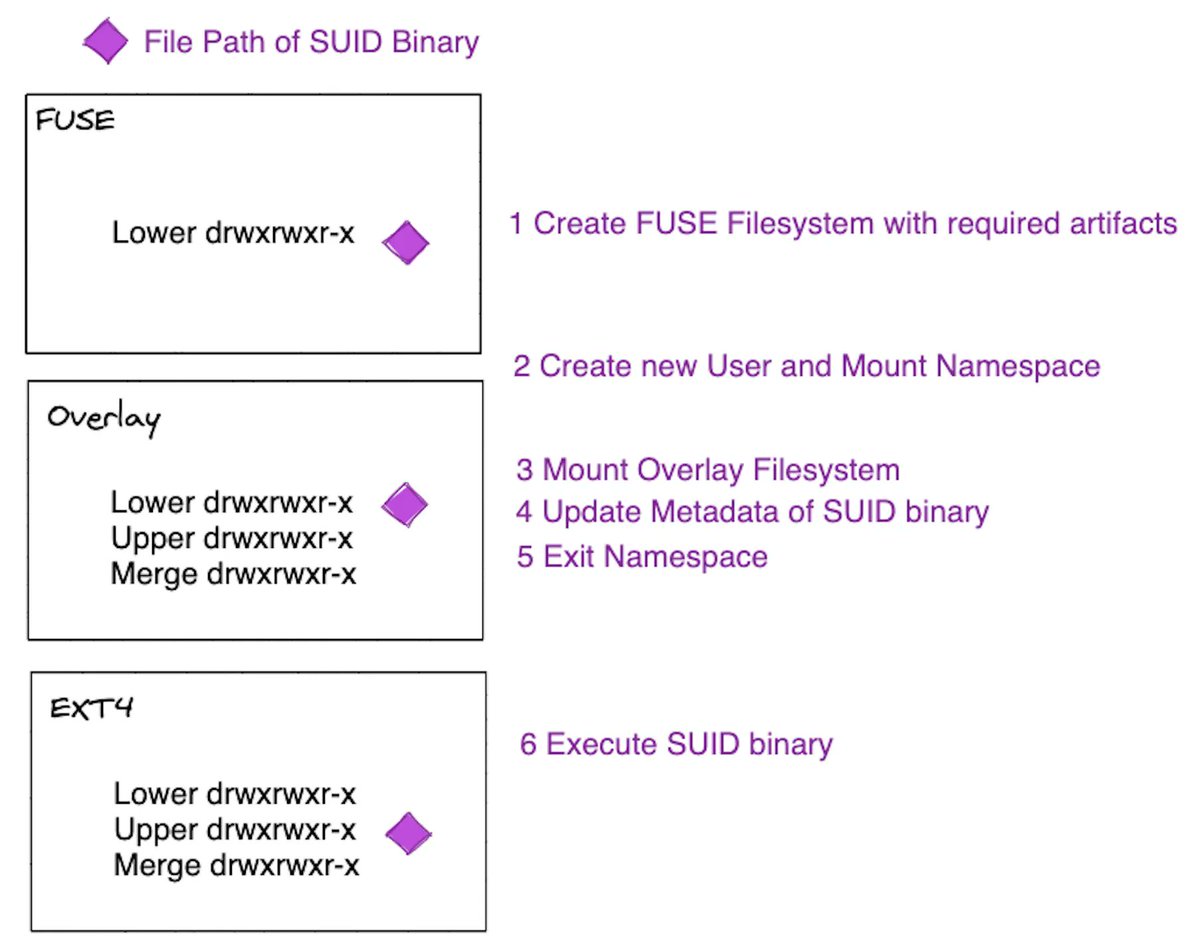 File Path of SUID Binary
FUSE
Lower drwxrwxr-x
1 Create FUSE Filesystem with required artifacts
2 Create new User and Mount Namespace
Overlay
3 Mount Overlay Filesystem
Lower drwxrwxr-x
4 Update Metadata of SUID binary
Upper drwxrwxr-x
5 Exit Namespace
Merge drwxrwxr-x
EXT4
6 Execute SUID binary
Lower drwxrwxr-x
Upper drwxrwxr-x
Merge drwxrwxr-x